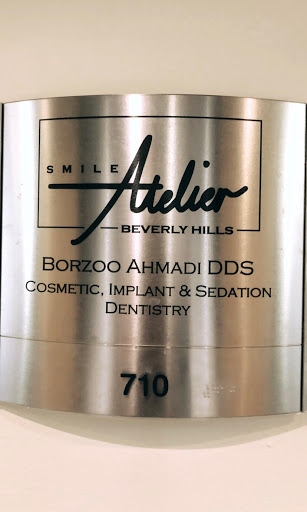 SMILE Atelier
BEVERLY HILLS
BORZOO AHMADI DDS
COSMETIC, IMPLANT & SEDATION
DENTISTRY
710